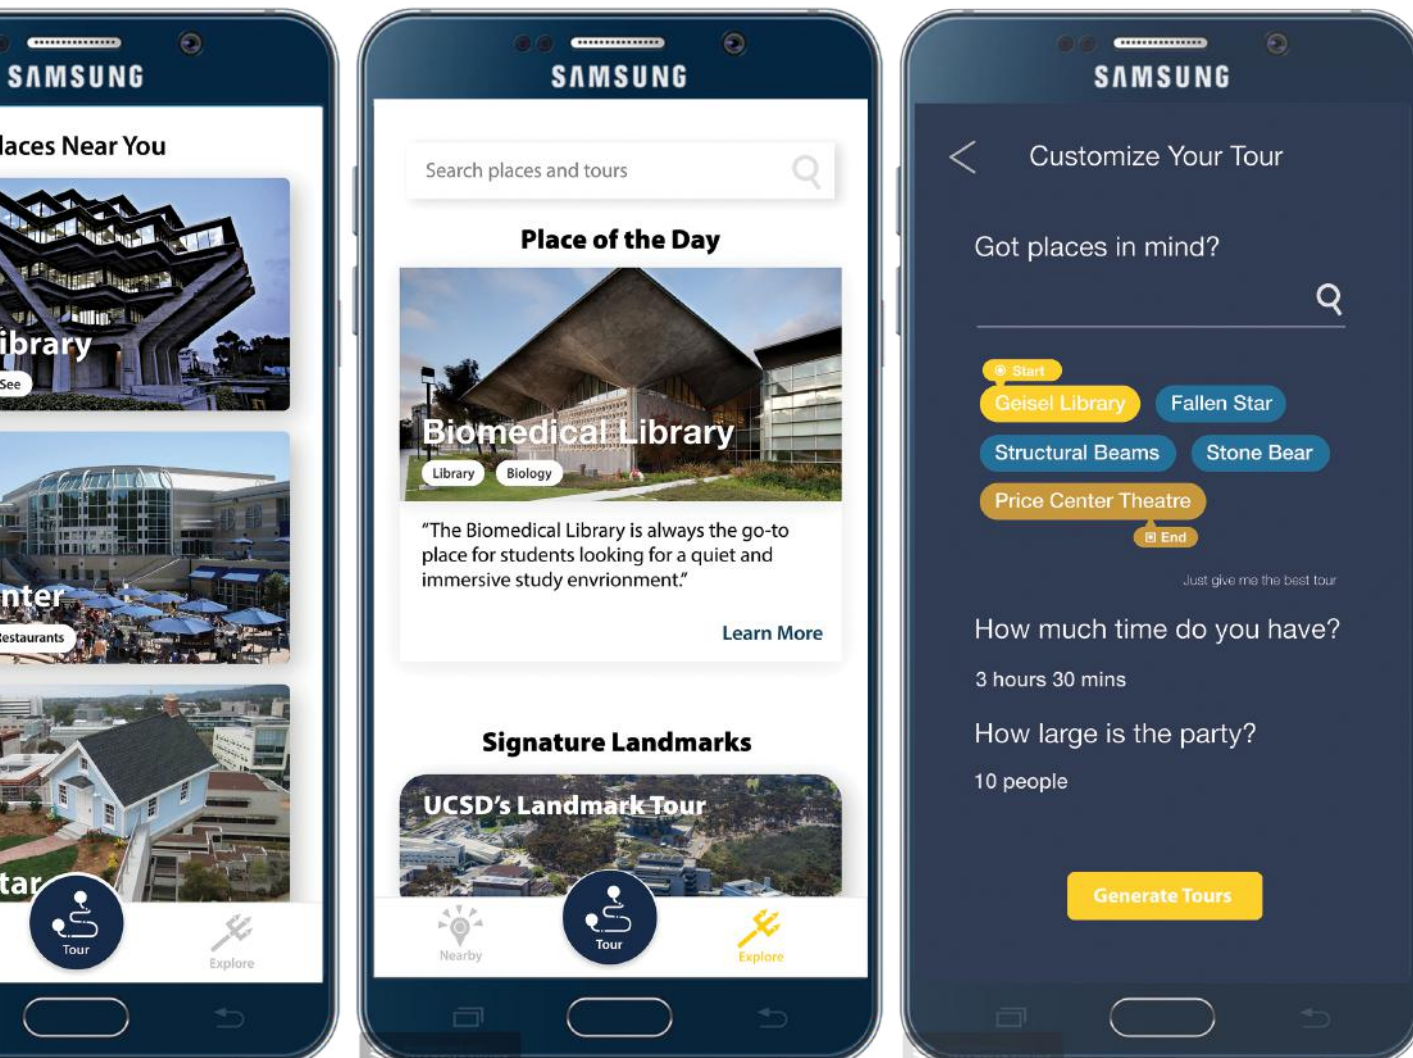 SAMSUNG
laces Near You
ibrary
See
nter
Restaurants
tar
Tour
Explore
SAMSUNG
Search places and tours
Place of the Day
Biomedical Library
Library
Biology
"The Biomedical Library is always the go-to
place for students looking for a quiet and
immersive study envrionment."
Learn More
Signature Landmarks
UCSD's Landmark Tour
Nearby
Tour
Explore
SAMSUNG
Customize Your Tour
Got places in mind?
Start
Geisel Library
Fallen Star
Structural Beams
Stone Bear
Price Center Theatre
End
Just give me the best tour
How much time do you have?
3 hours 30 mins
How large is the party?
10 people
Generate Tours